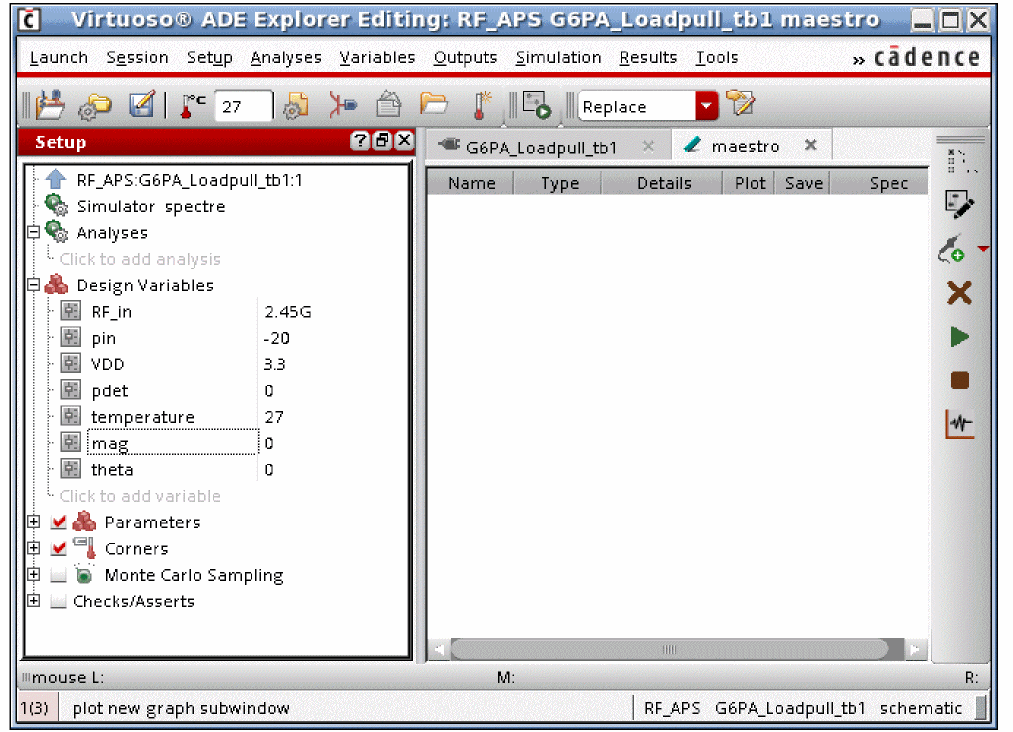 Virtuoso® ADE Explorer Editing: RF_APS G6PA_Loadpull_tb1 maestro
Launch Session Setup Analyses Variables Outputs Simulation Results Tools » cādence
°C 27 Replace
Setup
G6PA_Loadpull_tb1 maestro
RF_APS:G6PA_Loadpull_tb1:1
Name Type Details Plot Save Spec
Simulator spectre
Analyses
Click to add analysis
Design Variables
RF_in 2.45G
pin -20
VDD 3.3
pdet 0
temperature 27
mag 0
theta 0
Click to add variable
Parameters
Corners
Monte Carlo Sampling
Checks/Asserts
mouse L: M: R:
1(3) plot new graph subwindow RF_APS G6PA_Loadpull_tb1 schematic